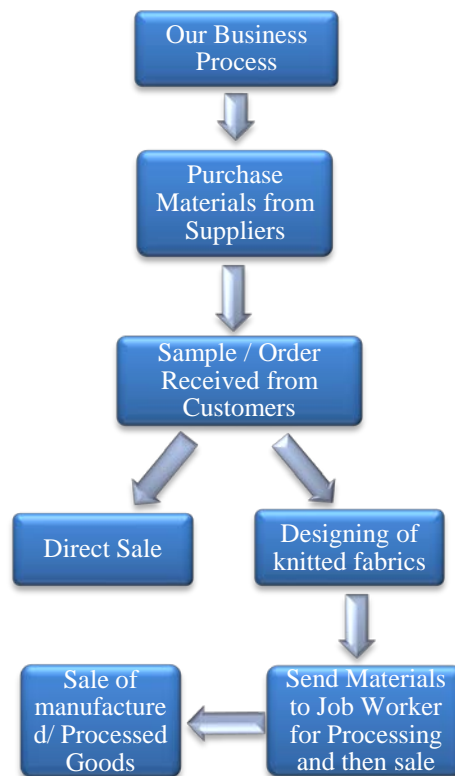 Our Business
Process
Purchase
Materials from
Suppliers
Sample / Order
Received from
Customers
Direct Sale
Designing of
knitted fabrics
Sale of
manufacture
d/ Processed
Goods
Send Materials
to Job Worker
for Processing
and then sale